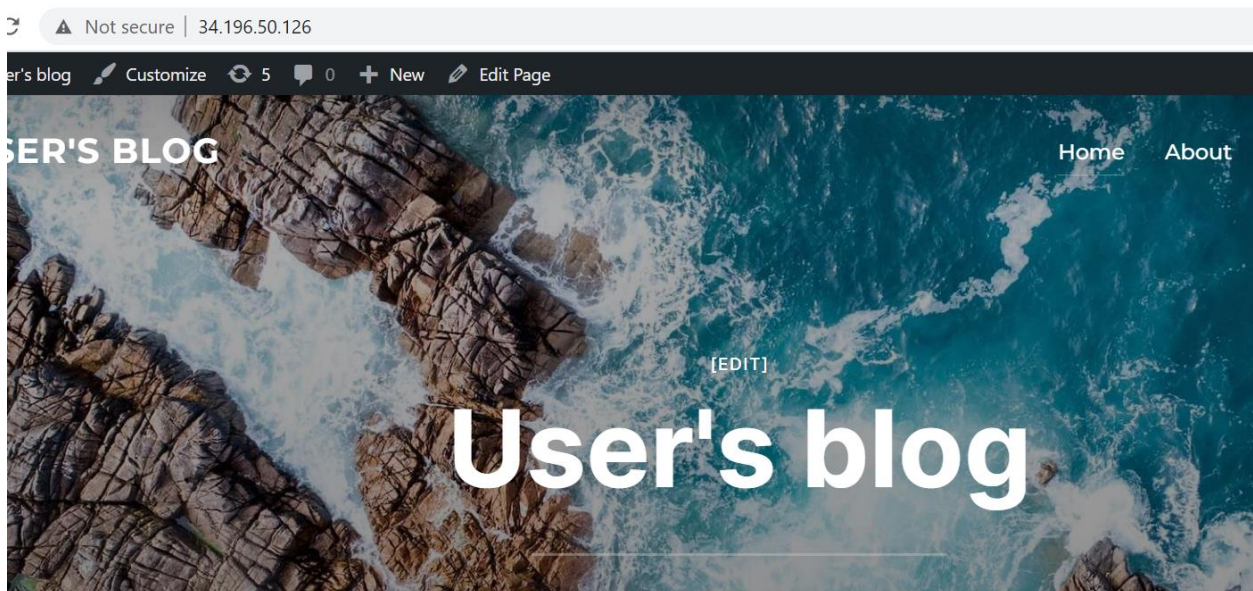 Not secure | 34.196.50.126
er's blog Customize 5 0 New Edit Page
SER'S BLOG Home About
[EDIT]
User's blog